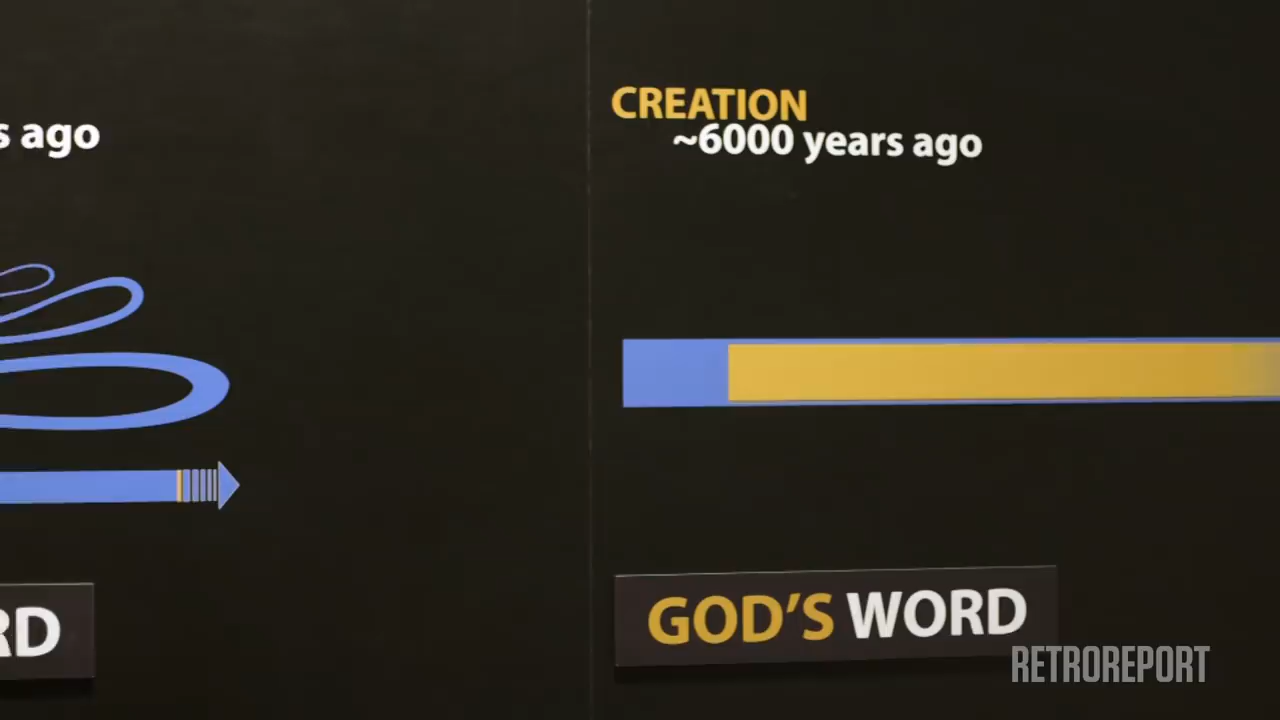 s ago
CREATION
~6000 years ago
RD
GOD'S WORD
RETROREPORT